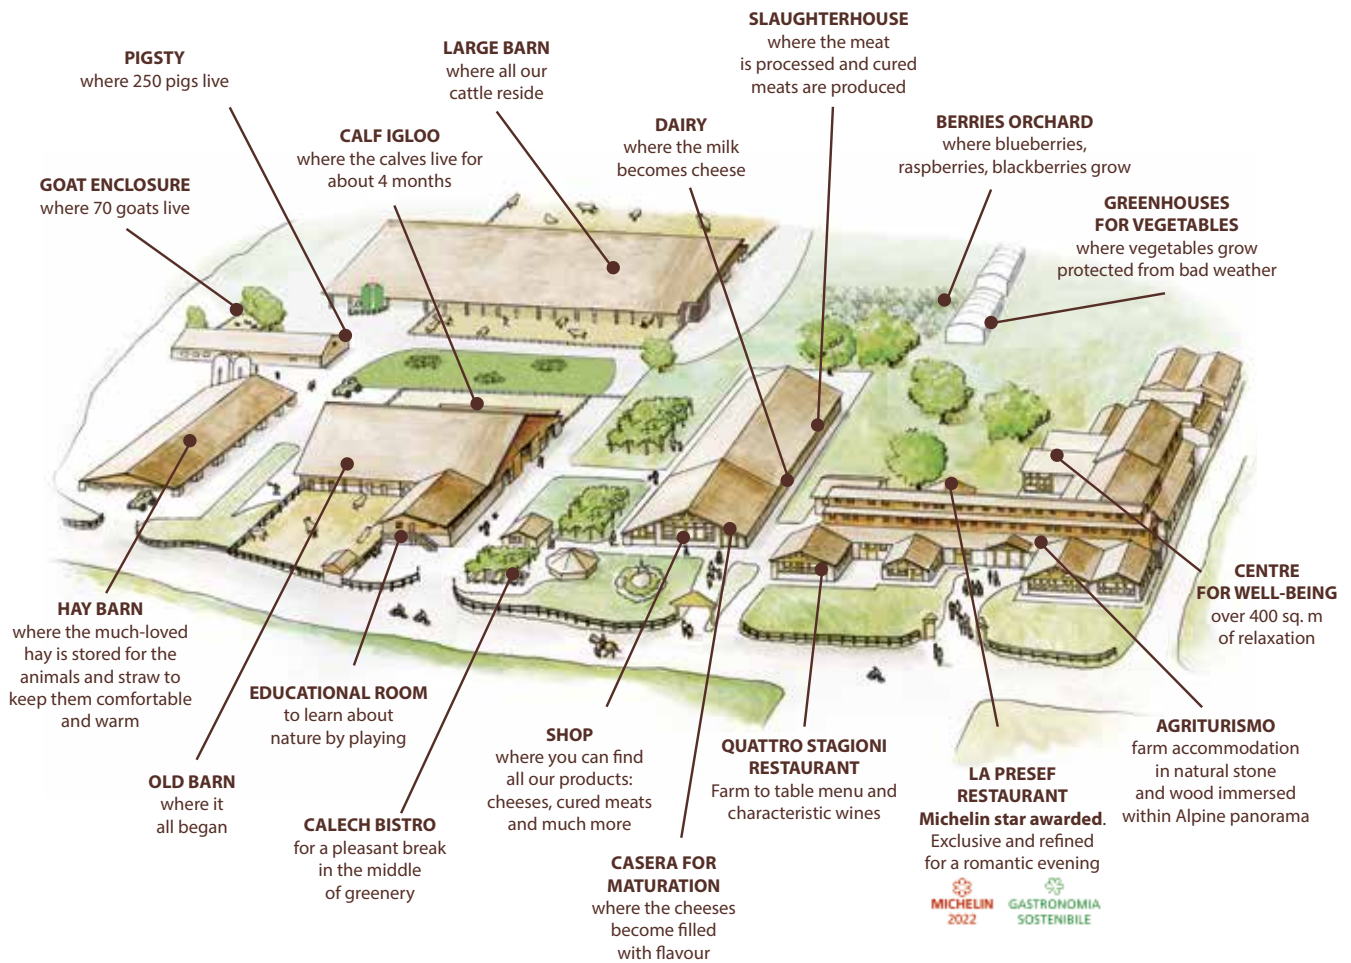 SLAUGHTERHOUSE
where the meat
is processed and cured
meats are produced
PIGSTY
where 250 pigs live
LARGE BARN
where all our
cattle reside
DAIRY
where the milk
becomes cheese
BERRIES ORCHARD
where blueberries,
raspberries, blackberries grow
CALF IGLOO
where the calves live for
about 4 months
GOAT ENCLOSURE
where 70 goats live
GREENHOUSES
FOR VEGETABLES
where vegetables grow
protected from bad weather
HAY BARN
where the much-loved
hay is stored for the
animals and straw to
keep them comfortable
and warm
CENTRE
FOR WELL-BEING
over 400 sq. m
of relaxation
EDUCATIONAL ROOM
to learn about
nature by playing
OLD BARN
where it
all began
CALECH BISTRO
for a pleasant break
in the middle
of greenery
SHOP
where you can find
all our products:
cheeses, cured meats
and much more
CASERA FOR
MATURATION
where the cheeses
become filled
with flavour
QUATTRO STAGIONI
RESTAURANT
Farm to table menu and
characteristic wines
LA PRESEF
RESTAURANT
Michelin star awarded.
Exclusive and refined
for a romantic evening
MICHELIN
2022
GASTRONOMIA
SOSTENIBILE
AGRITURISMO
farm accommodation
in natural stone
and wood immersed
within Alpine panorama